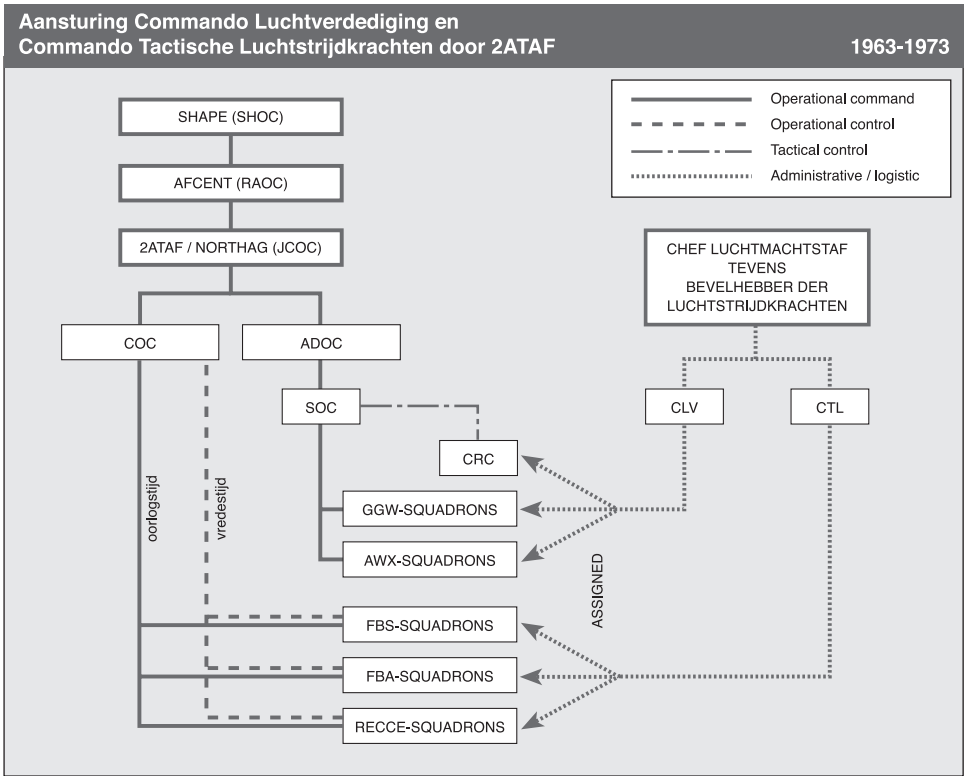 Aansturing Commando Luchtverdediging en
Commando Tactische Luchtstrijdkrachten door 2ATAF
1963-1973
SHAPE (SHOC)
AFCENT (RAOC)
2ATAF / NORTHAG (JCOC)
COC
ADOC
SOC
CRC
GGW-SQUADRONS
AWX-SQUADRONS
FBS-SQUADRONS
FBA-SQUADRONS
RECCE-SQUADRONS
oorlogstijd
vredestijd
Operational command
Operational control
Tactical control
Administrative / logistic
CHEF LUCHTMACHTSTAF
TEVENS
BEVELHEBBER DER
LUCHTSTRIJDKRACHTEN
CLV
CTL
ASSIGNED